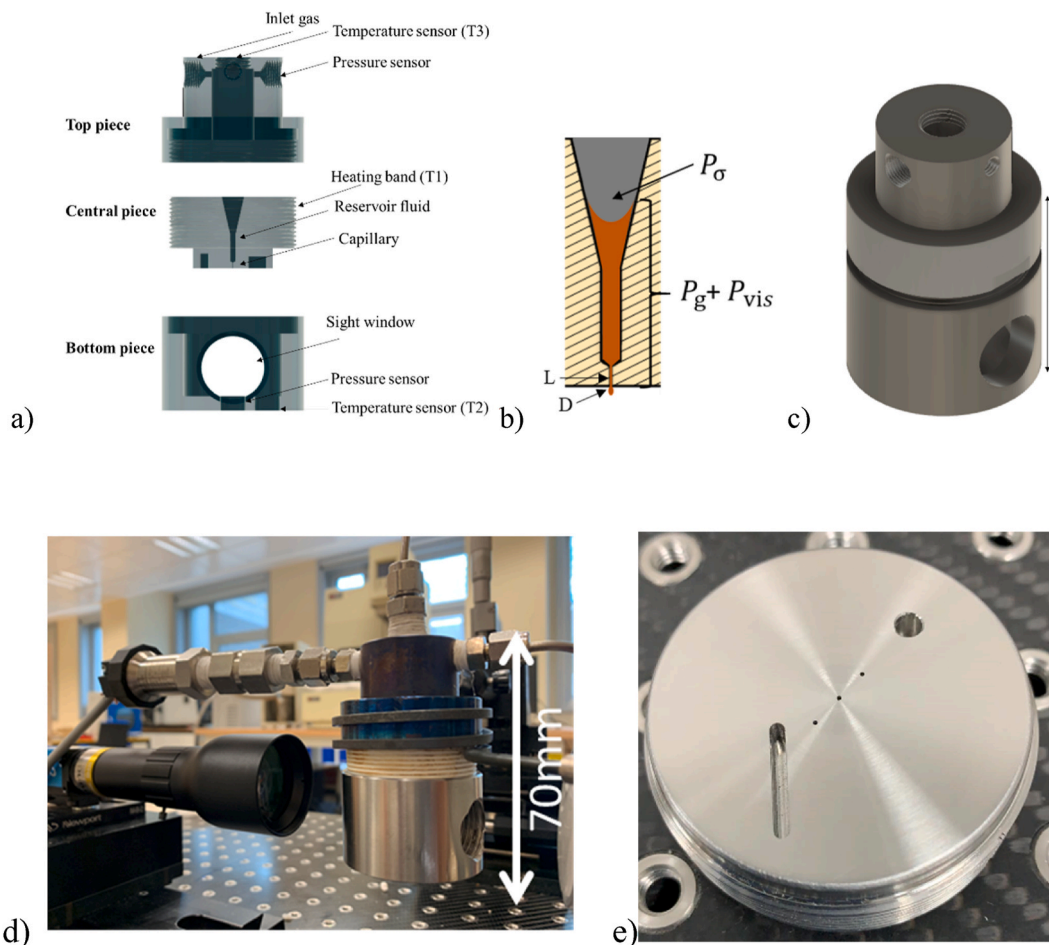 Inlet gas
Temperature sensor (T3)
Pressure sensor
Top piece
Heating band (T1)
Central piece
Reservoir fluid
Capillary
Sight window
Bottom piece
Pressure sensor
Temperature sensor (T2)
a)
Pσ
Pg+ Pvis
L
D
b)
c)
Newport
70mm
d)
e)